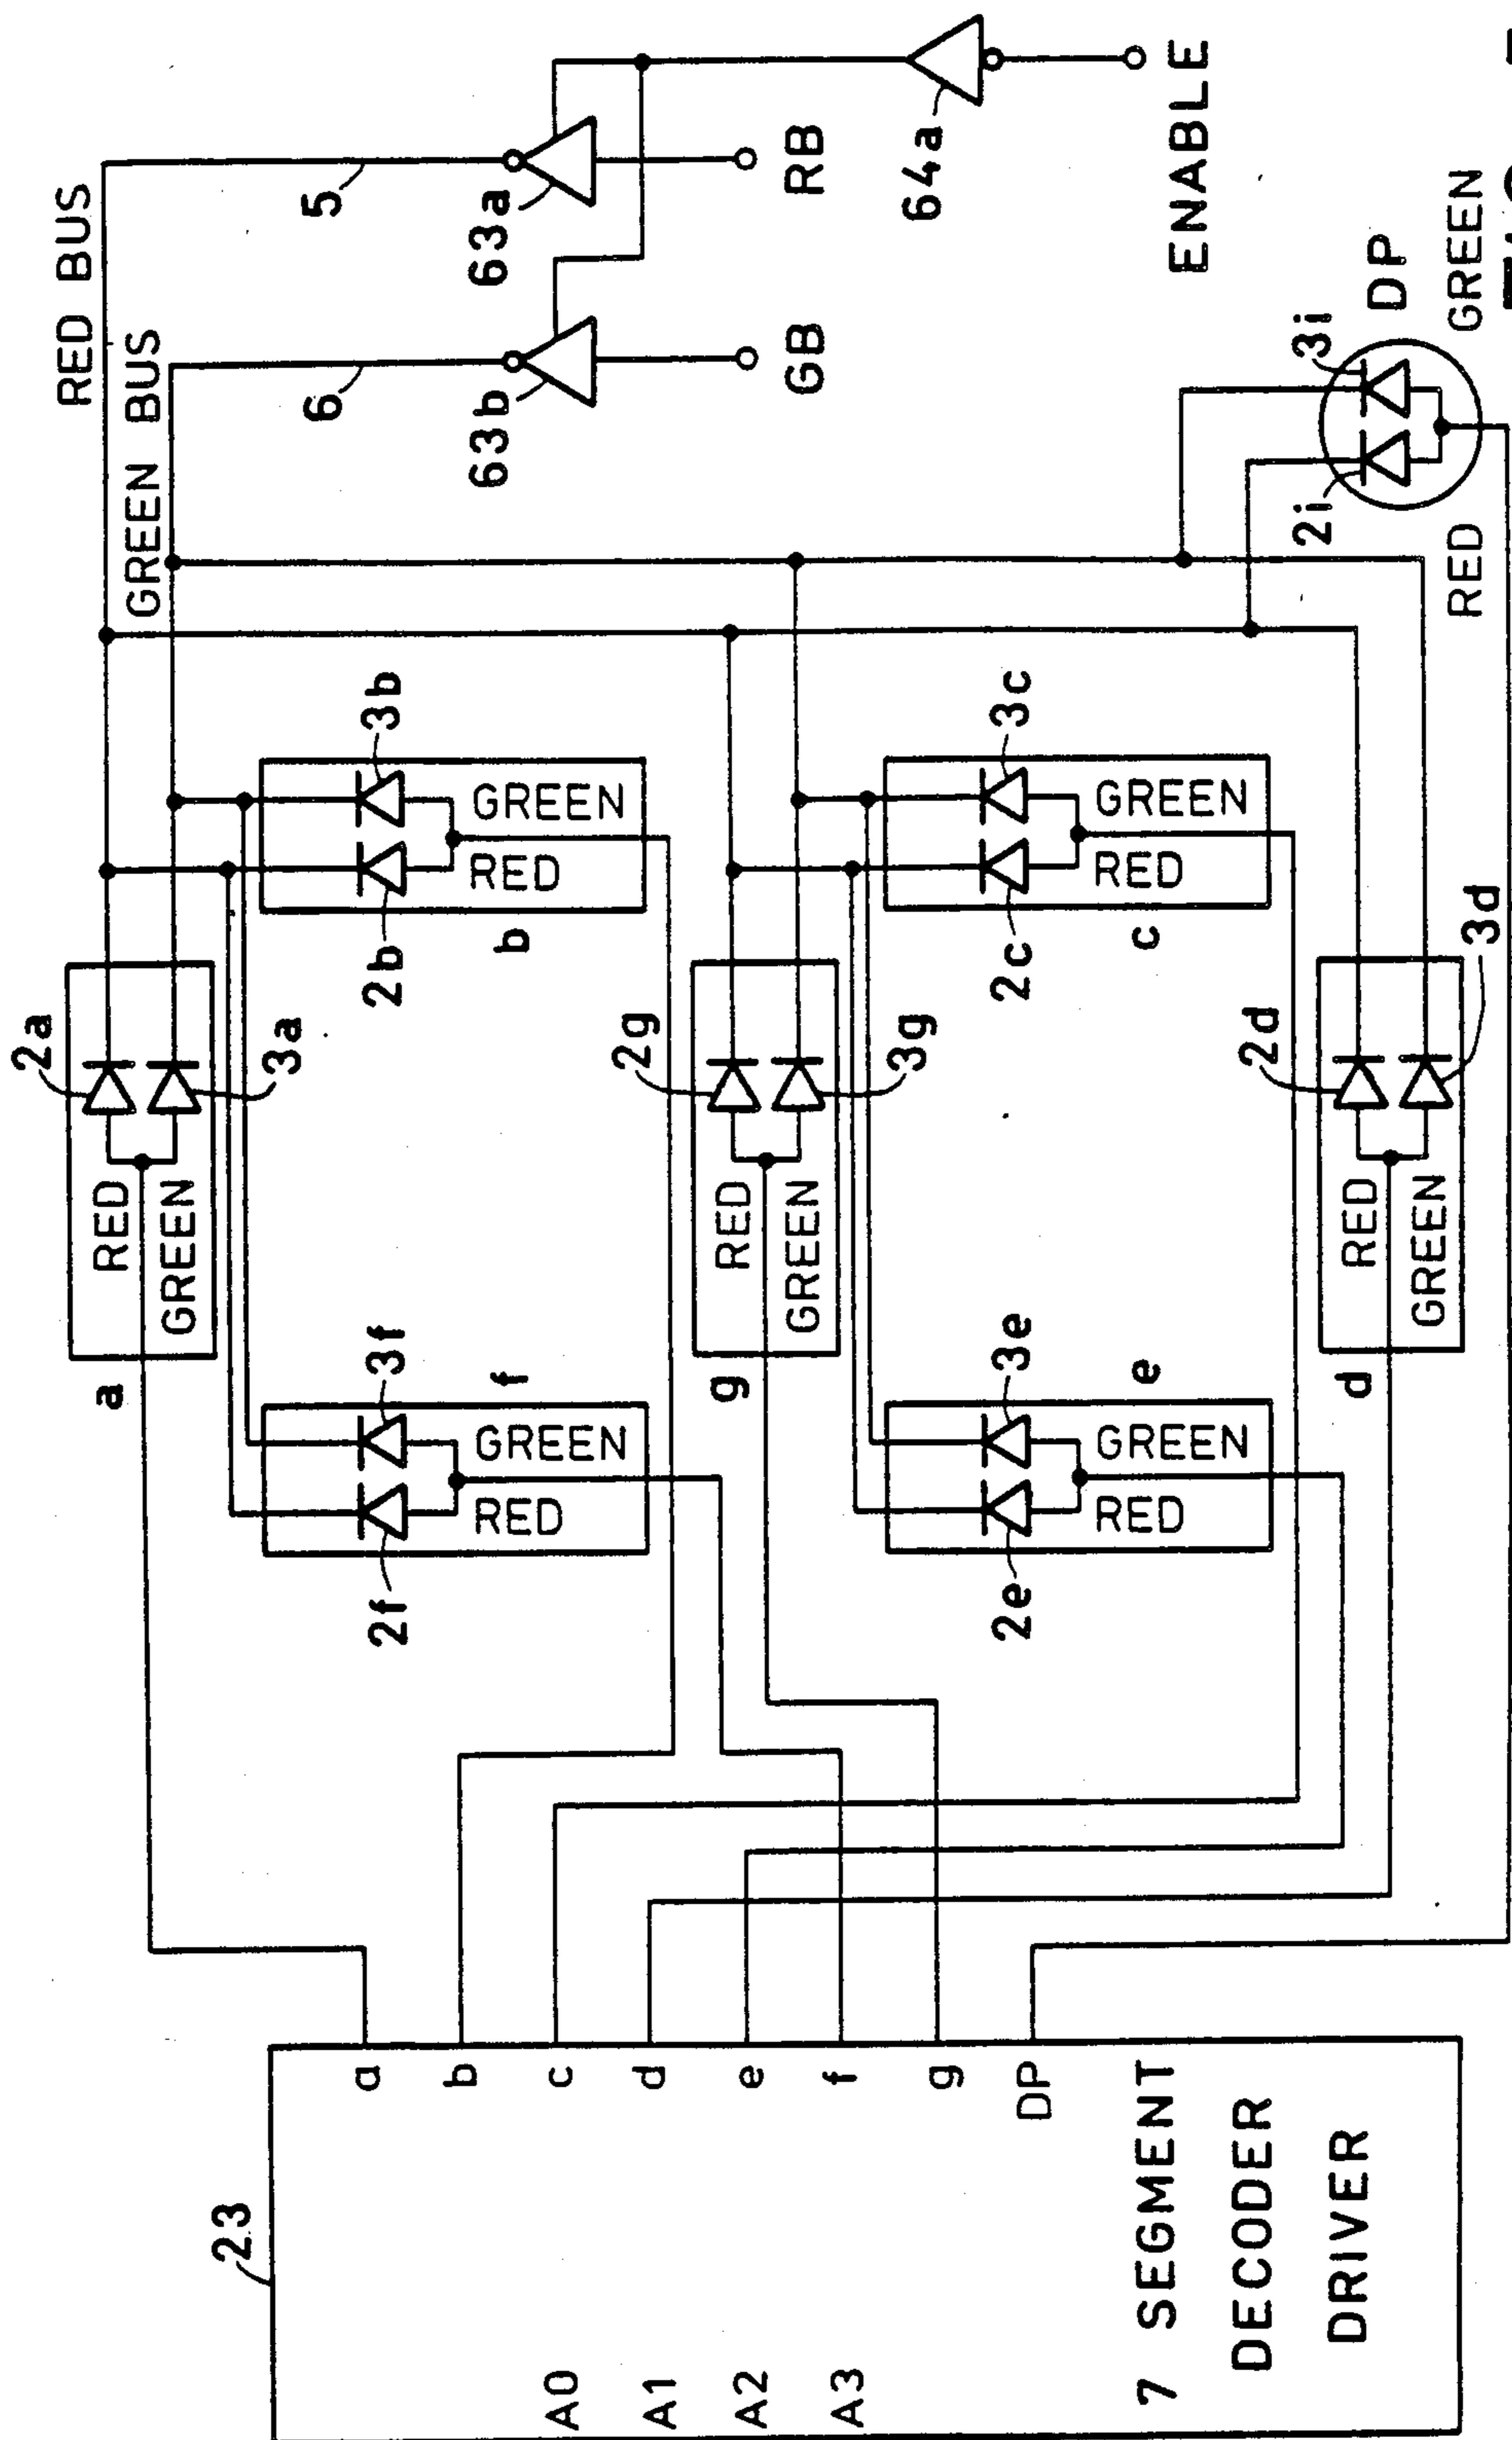 23
A0
A1
A2
A3
7 SEGMENT
DECODER
DRIVER
a
b
c
d
e
f
g
DP
a
RED
GREEN
2a
3a
2f
3f
f
RED
GREEN
2b
3b
b
RED
GREEN
g
RED
GREEN
2g
3g
2e
3e
e
RED
GREEN
2c
3c
c
RED
GREEN
d
RED
GREEN
2d
3d
RED BUS
GREEN BUS
5
6
63a
63b
RB
GB
64a
ENABLE
2i
3i
DP
RED
GREEN